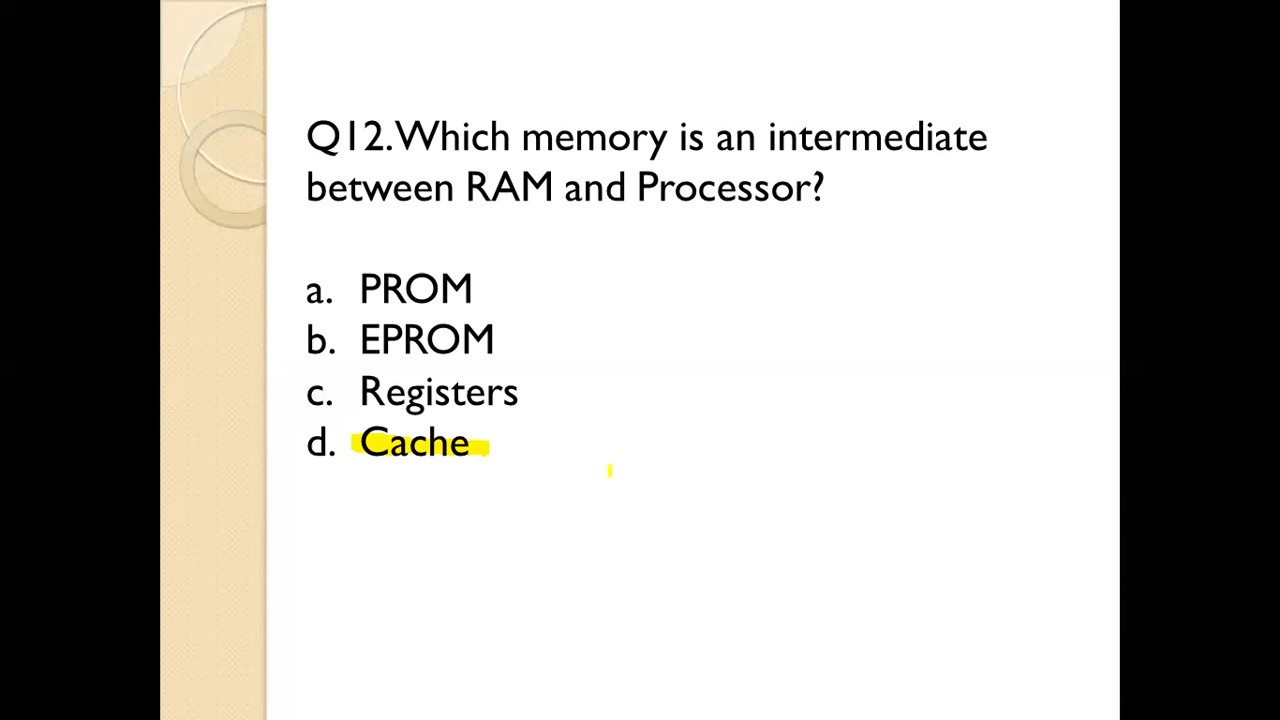 Q12. Which memory is an intermediate
between RAM and Processor?
a. PROM
b. EPROM
c. Registers
d. Cache